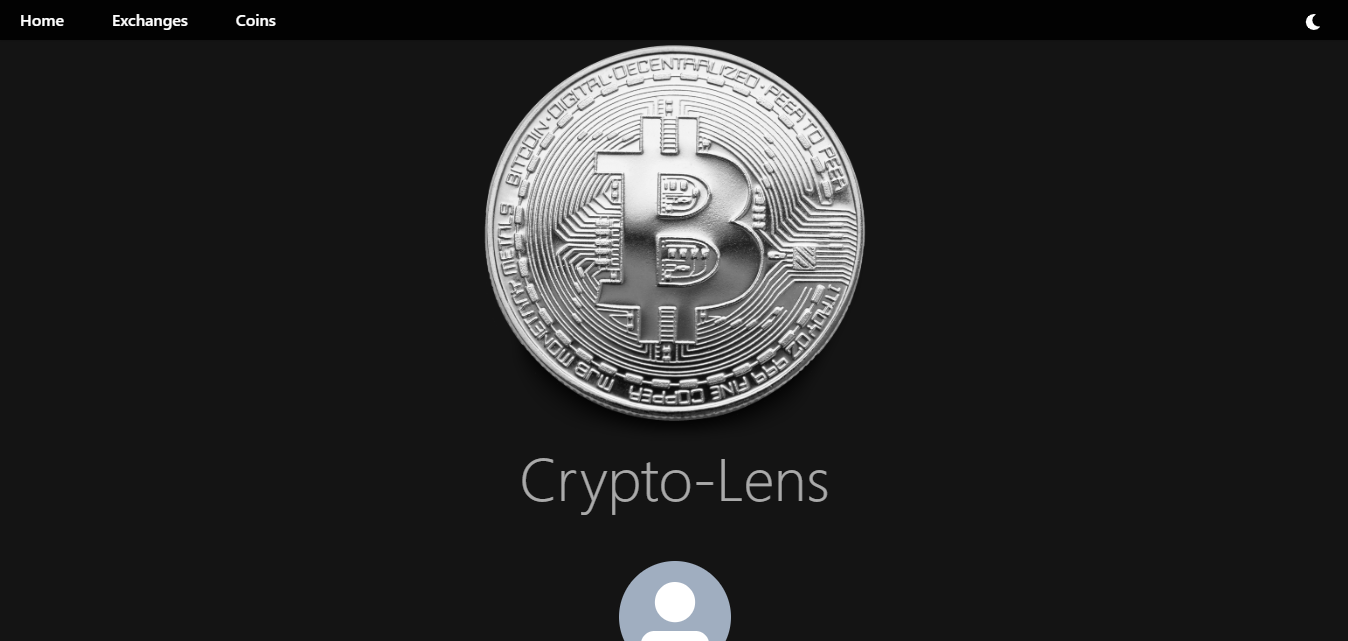 Home
Exchanges
Coins
BITCOIN · DIGITAL · DECENTRALIZED · PEER TO PEER
MJB MONETARY METALS
1 TROY OZ 999 FINE COPPER
Crypto-Lens